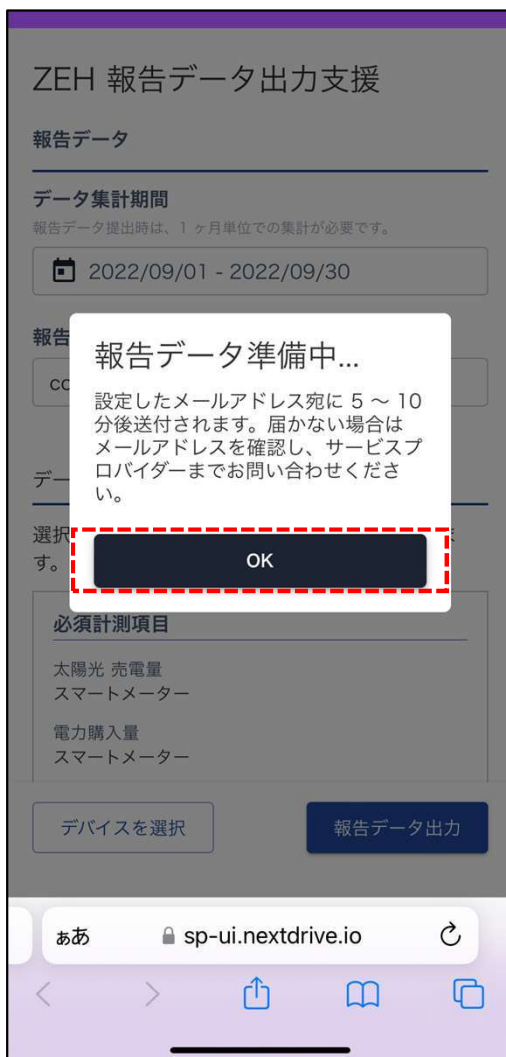 ZEH 報告データ出力支援
報告データ
データ集計期間
報告データ提出時は、1 ヶ月単位での集計が必要です。
2022/09/01 - 2022/09/30
報告
報告データ準備中...
設定したメールアドレス宛に 5 ～ 10
分後送付されます。届かない場合は
メールアドレスを確認し、サービスプ
ロバイダーまでお問い合わせくださ
い。
OK
デー
選択
す。
必須計測項目
太陽光 売電量
スマートメーター
電力購入量
スマートメーター
デバイスを選択
報告データ出力
ぁあ
sp-ui.nextdrive.io